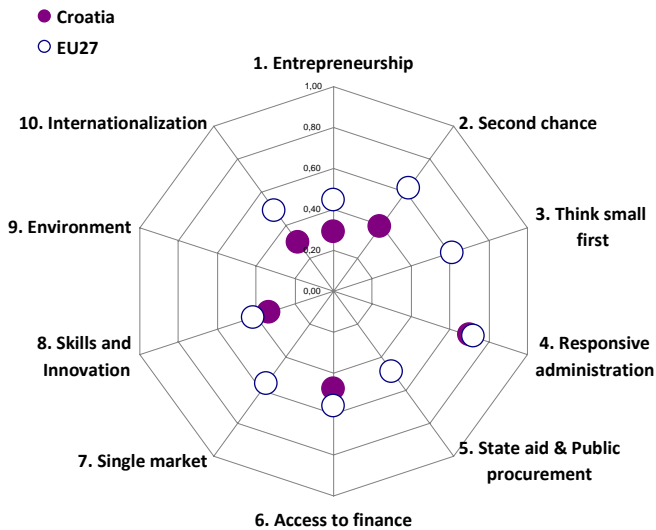 Croatia
EU27
1. Entrepreneurship
1,00
10. Internationalization
2. Second chance
0,80
0,60
9. Environment
3. Think small
first
0,40
0,20
0,00
8. Skills and
Innovation
4. Responsive
administration
7. Single market
5. State aid & Public
procurement
6. Access to finance